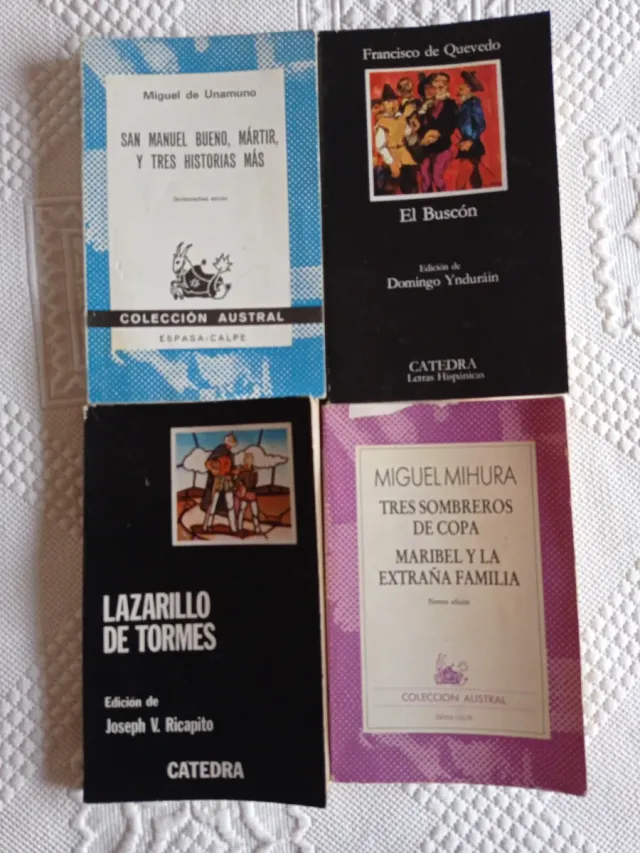 Miguel de Unamuno
SAN MANUEL BUENO, MÁRTIR,
Y TRES HISTORIAS MÁS
COLECCIÓN AUSTRAL
ESPASA-CALPE
Francisco de Quevedo
El Buscón
Edición de
Domingo Ynduráin
CATEDRA
Letras Hispánicas
LAZARILLO
DE TORMES
Edición de
Joseph V. Ricapito
CATEDRA
MIGUEL MIHURA
TRES SOMBREROS
DE COPA
MARIBEL Y LA
EXTRAÑA FAMILIA
edición
COLECCION AUSTRAL